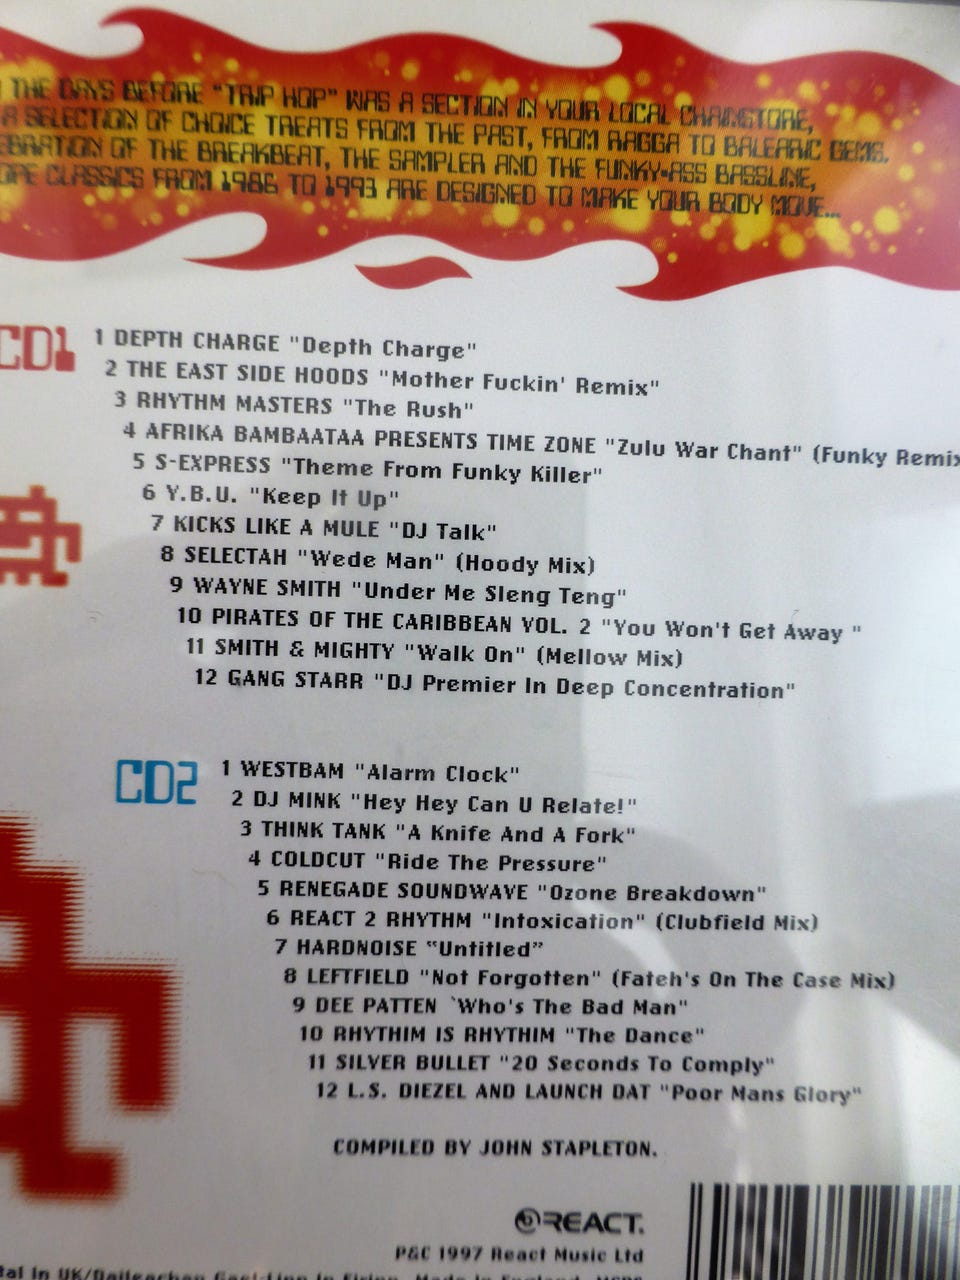 THE DAYS BEFORE "TRIP HOP" WAS A SECTION IN YOUR LOCAL CHAINSTORE,
A SELECTION OF CHOICE TREATS FROM THE PAST, FROM RAGGA TO BALEARIC GEMS.
EBRATION OF THE BREAKBEAT, THE SAMPLER AND THE FUNKY-ASS BASSLINE,
OPE CLASSICS FROM 1986 TO 1993 ARE DESIGNED TO MAKE YOUR BODY MOVE...
CD1
1 DEPTH CHARGE "Depth Charge"
2 THE EAST SIDE HOODS "Mother Fuckin' Remix"
3 RHYTHM MASTERS "The Rush"
4 AFRIKA BAMBAATAA PRESENTS TIME ZONE "Zulu War Chant" (Funky Remix
5 S-EXPRESS "Theme From Funky Killer"
6 Y.B.U. "Keep It Up"
7 KICKS LIKE A MULE "DJ Talk"
8 SELECTAH "Wede Man" (Hoody Mix)
9 WAYNE SMITH "Under Me Sleng Teng"
10 PIRATES OF THE CARIBBEAN VOL. 2 "You Won't Get Away "
11 SMITH & MIGHTY "Walk On" (Mellow Mix)
12 GANG STARR "DJ Premier In Deep Concentration"
CD2
1 WESTBAM "Alarm Clock"
2 DJ MINK "Hey Hey Can U Relate!"
3 THINK TANK "A Knife And A Fork"
4 COLDCUT "Ride The Pressure"
5 RENEGADE SOUNDWAVE "Ozone Breakdown"
6 REACT 2 RHYTHM "Intoxication" (Clubfield Mix)
7 HARDNOISE "Untitled"
8 LEFTFIELD "Not Forgotten" (Fateh's On The Case Mix)
9 DEE PATTEN `Who's The Bad Man"
10 RHYTHIM IS RHYTHIM "The Dance"
11 SILVER BULLET "20 Seconds To Comply"
12 L.S. DIEZEL AND LAUNCH DAT "Poor Mans Glory"
COMPILED BY JOHN STAPLETON.
REACT.
P&C 1997 React Music Ltd
in UK/
Made in England.